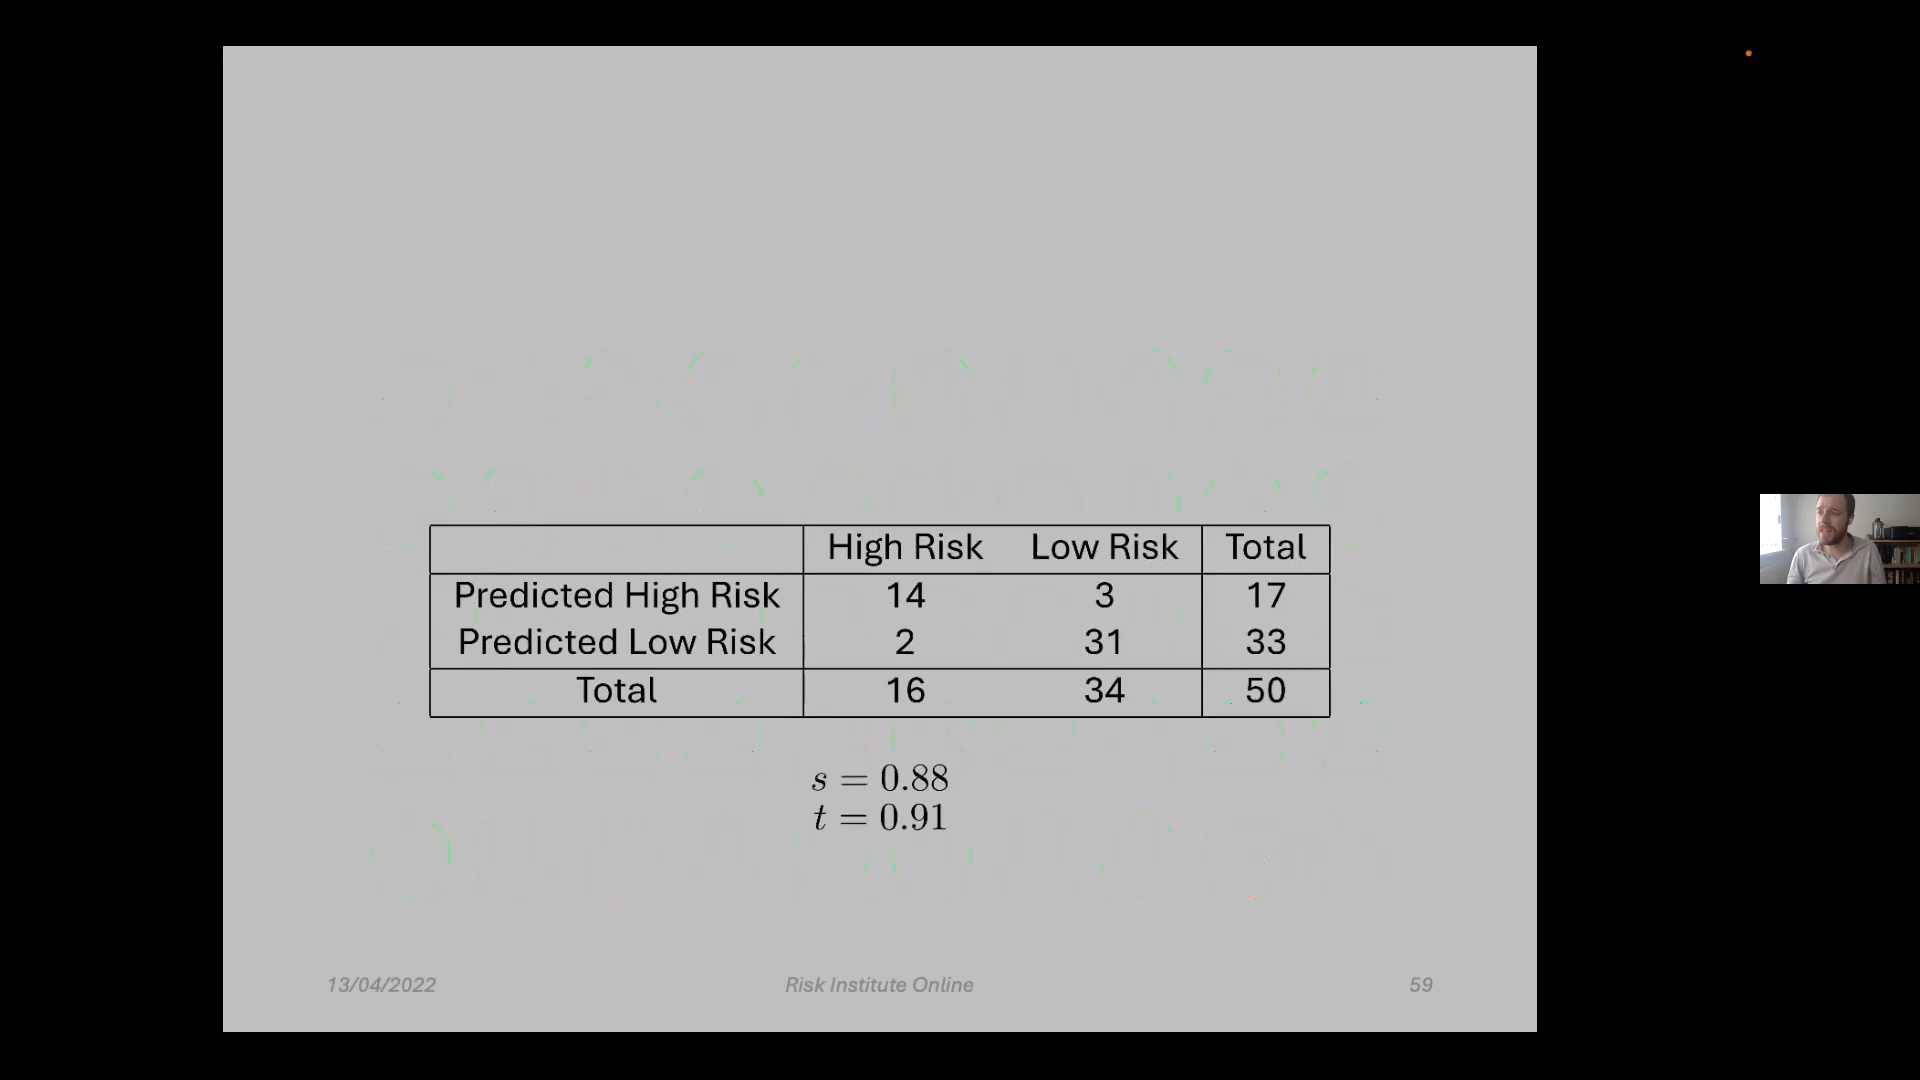 High Risk Low Risk Total
Predicted High Risk 14 3 17
Predicted Low Risk 2 31 33
Total 16 34 50
s = 0.88
t = 0.91
13/04/2022 Risk Institute Online 59